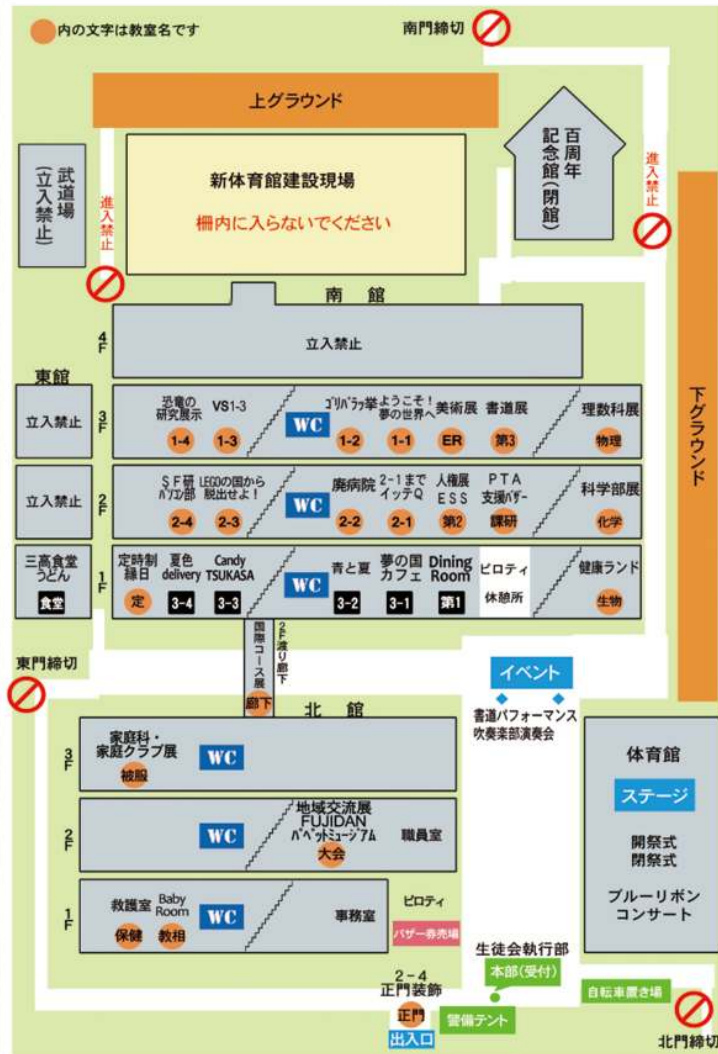 内の文字は教室名です
南門締切
上グラウンド
武道場
(立入禁止)
進入禁止
新体育館建設現場
柵内に入らないでください
百周年
記念館(閉館)
進入禁止
下グラウンド
南 館
4F
立入禁止
東館
立入禁止
3F
恐竜の
研究展示
1-4
VS1-3
1-3
WC
ゴリパラッ挙
1-2
ようこそ!
夢の世界へ
1-1
美術展
ER
書道展
第3
理数科展
物理
立入禁止
2F
SF研
パソコン部
2-4
LEGOの国から
脱出せよ!
2-3
WC
廃病院
2-2
2-1まで
イッテQ
2-1
人権展
ESS
第2
PTA
支援バザー
課研
科学部展
化学
三高食堂
うどん
食堂
1F
定時制
縁日
定
夏色
delivery
3-4
Candy
TSUKASA
3-3
WC
青と夏
3-2
夢の国
カフェ
3-1
Dining
Room
第1
ピロティ
休憩所
健康ランド
生物
東門締切
国際コース展
廊下
2F渡り廊下
イベント
書道パフォーマンス
吹奏楽部演奏会
北 館
3F
家庭科・
家庭クラブ展
被服
WC
2F
WC
地域交流展
FUJIDAN
パペットミュージアム
大会
職員室
1F
救護室
保健
Baby
Room
教相
WC
事務室
ピロティ
バザー券売場
体育館
ステージ
開祭式
閉祭式
ブルーリボン
コンサート
生徒会執行部
本部(受付)
2-4
正門装飾
正門
出入口
警備テント
自転車置き場
北門締切